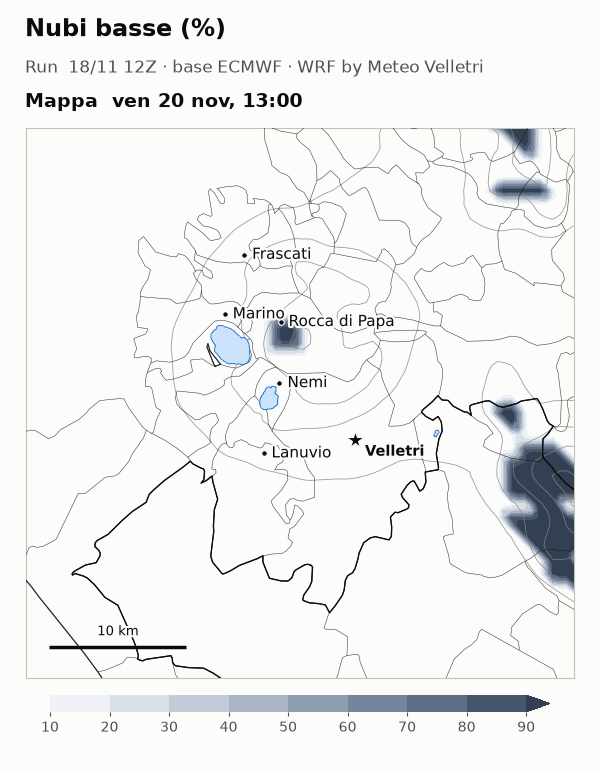 Nubi basse (%)
Run  18/11 12Z · base ECMWF · WRF by Meteo Velletri
Mappa  ven 20 nov, 13:00
Frascati
Marino
Rocca di Papa
Nemi
Velletri
Lanuvio
10 km
10 20 30 40 50 60 70 80 90